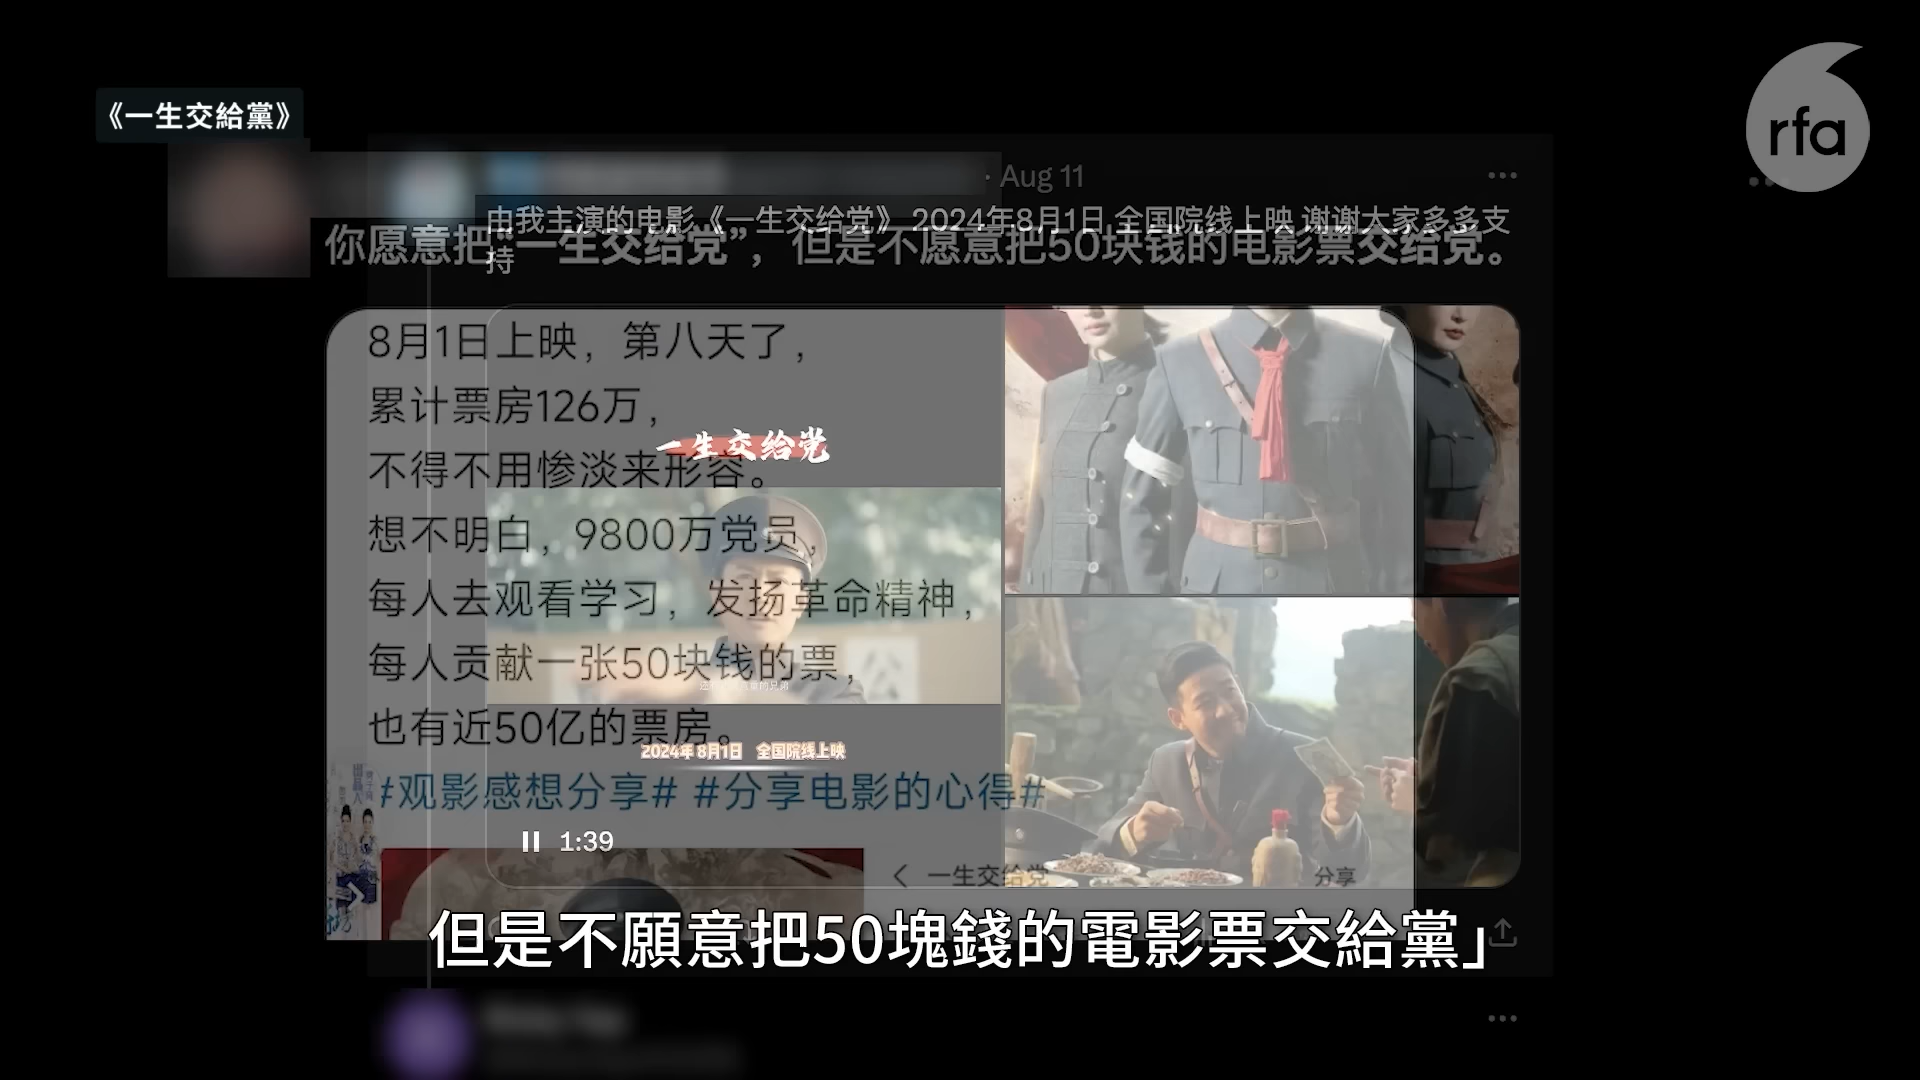 《一生交給黨》
rfa
· Aug 11
由我主演的电影《一生交给党》 2024年8月1日 全国院线上映 谢谢大家多多支
持
你愿意把“一生交给党”，但是不愿意把50块钱的电影票交给党。
8月1日上映，第八天了，
累计票房126万，
不得不用惨淡来形容。
想不明白，9800万党员，
每人去观看学习，发扬革命精神，
每人贡献一张50块钱的票，
也有近50亿的票房。
#观影感想分享# #分享电影的心得#
一生交给党
公
2024年8月1日 全国院线上映
1:39
一生交给党
分享
但是不願意把50塊錢的電影票交給黨」